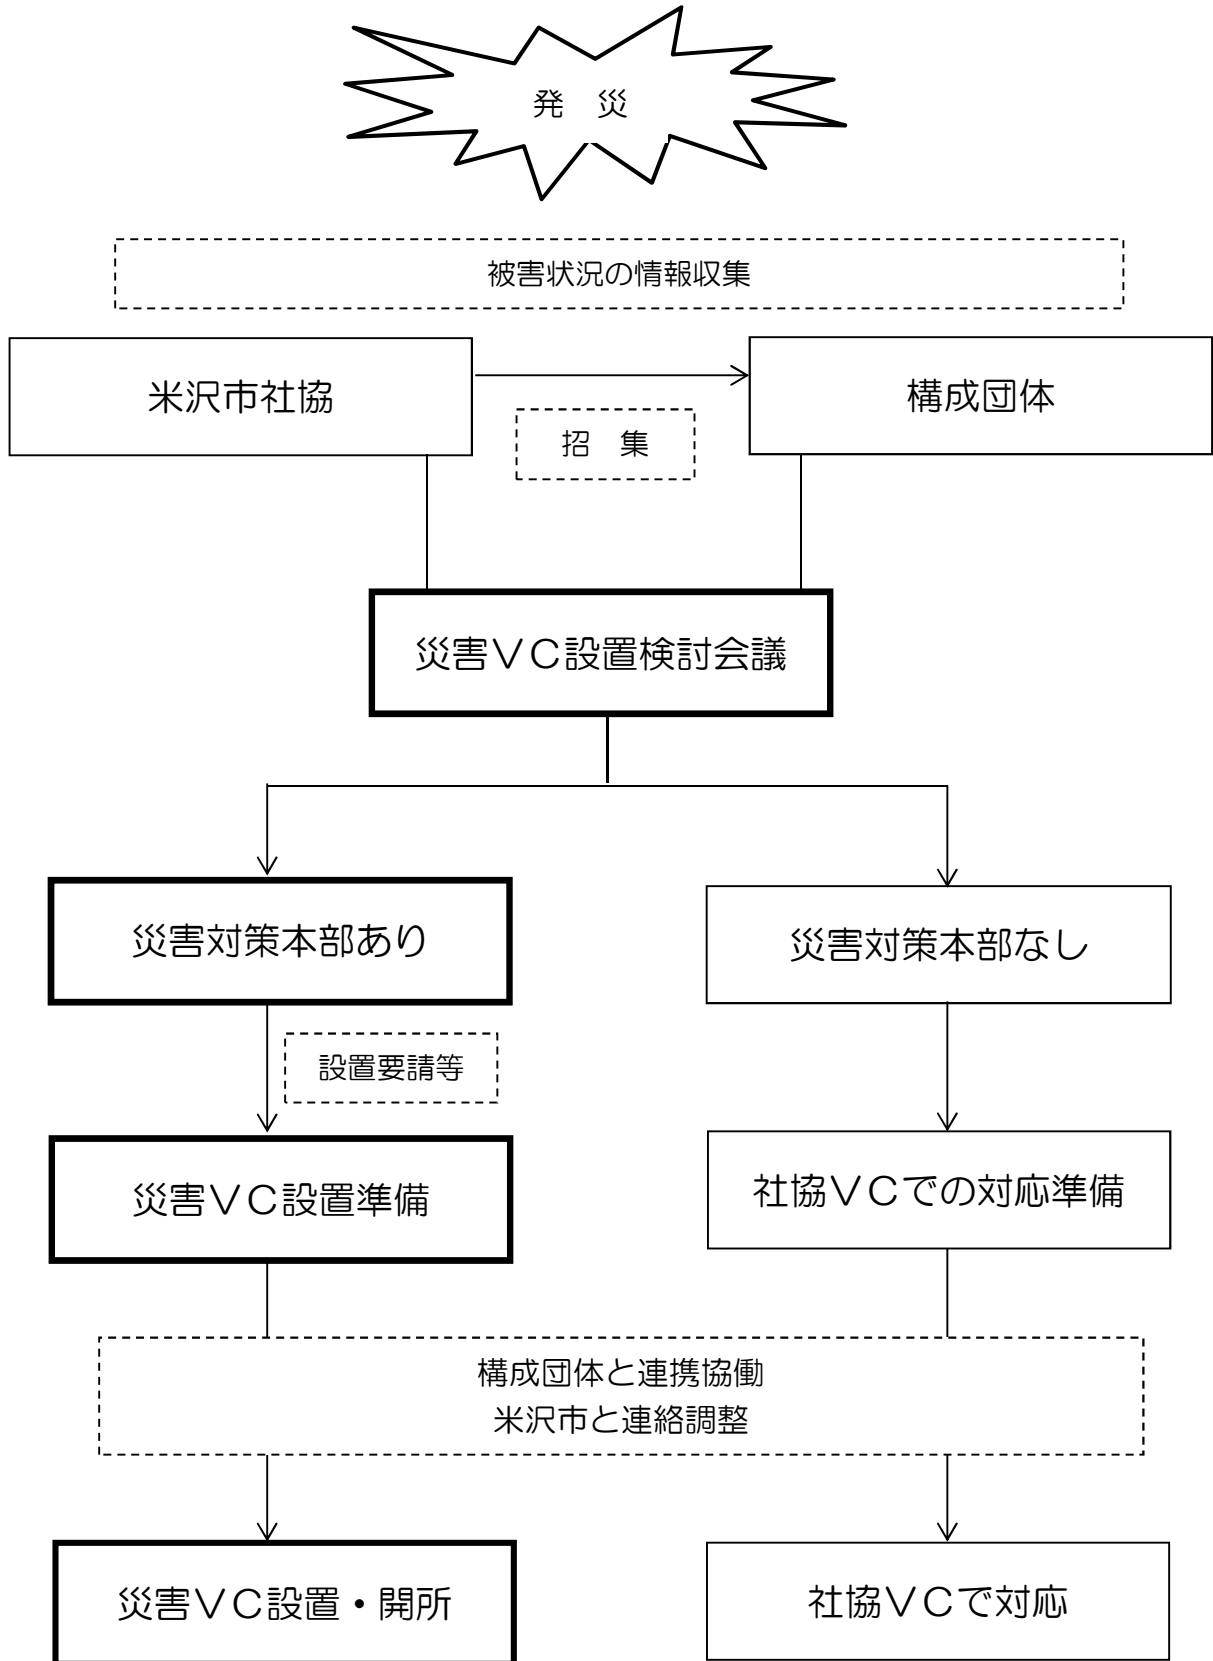 発　災
被害状況の情報収集
米沢市社協
構成団体
招　集
災害ＶＣ設置検討会議
災害対策本部あり
災害対策本部なし
設置要請等
災害ＶＣ設置準備
社協ＶＣでの対応準備
構成団体と連携協働
米沢市と連絡調整
災害ＶＣ設置・開所
社協ＶＣで対応